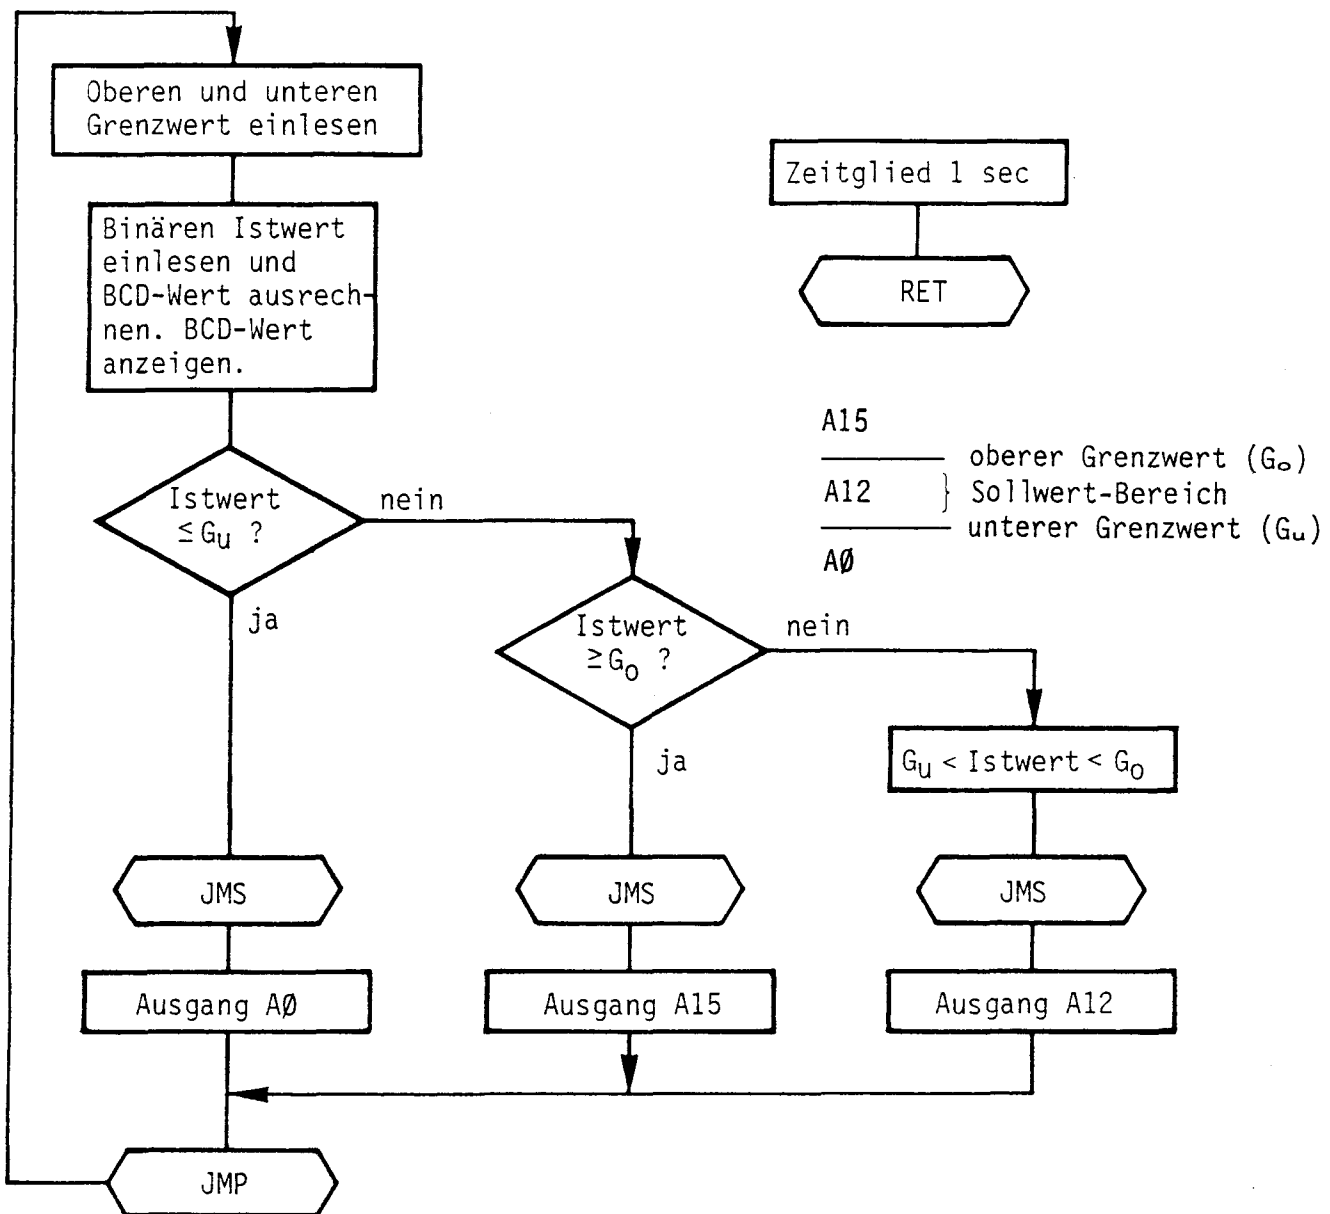 Oberen und unteren
Grenzwert einlesen
Binären Istwert
einlesen und
BCD-Wert ausrech-
nen. BCD-Wert
anzeigen.
Istwert
≤Gᵤ ?
nein
ja
Istwert
≥G₀ ?
nein
ja
Gᵤ < Istwert < G₀
JMS
JMS
JMS
Ausgang AØ
Ausgang A15
Ausgang A12
JMP
Zeitglied 1 sec
RET
A15
oberer Grenzwert (Gₒ)
A12 } Sollwert-Bereich
unterer Grenzwert (Gᵤ)
AØ